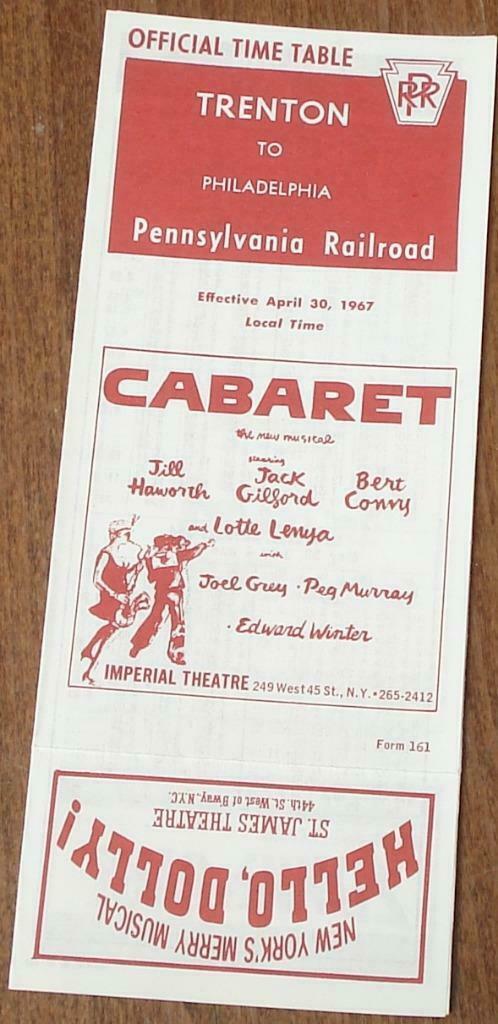 OFFICIAL TIME TABLE
PRR
TRENTON
TO
PHILADELPHIA
Pennsylvania Railroad
Effective April 30, 1967
Local Time
CABARET
the new musical
starring
Jill Haworth
Jack Gilford
Bert Convy
and Lotte Lenya
with
Joel Grey · Peg Murray
· Edward Winter
IMPERIAL THEATRE 249 West 45 St., N.Y. • 265-2412
Form 161
NEW YORK'S MERRY MUSICAL
HELLO, DOLLY!
ST. JAMES THEATRE
44th. St. West of B'way., N.Y.C.